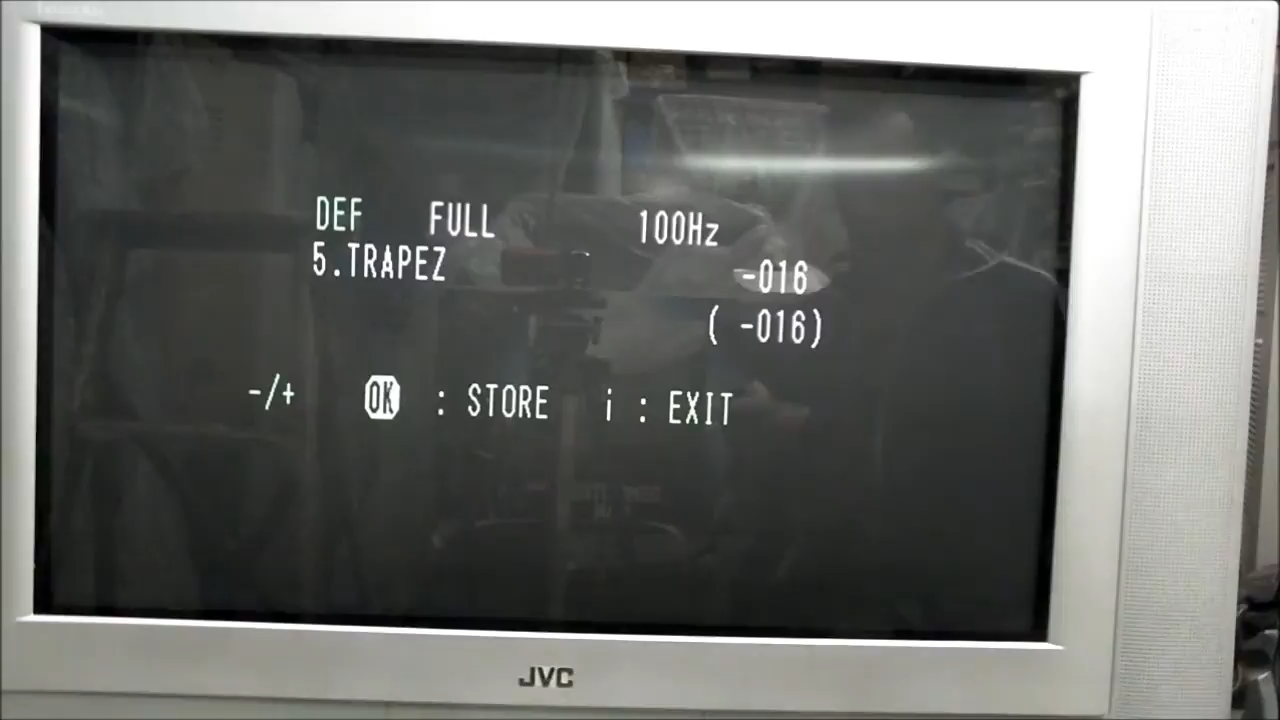 DEF FULL 100Hz
5.TRAPEZ -016
( -016)
-/+ OK : STORE i : EXIT
JVC